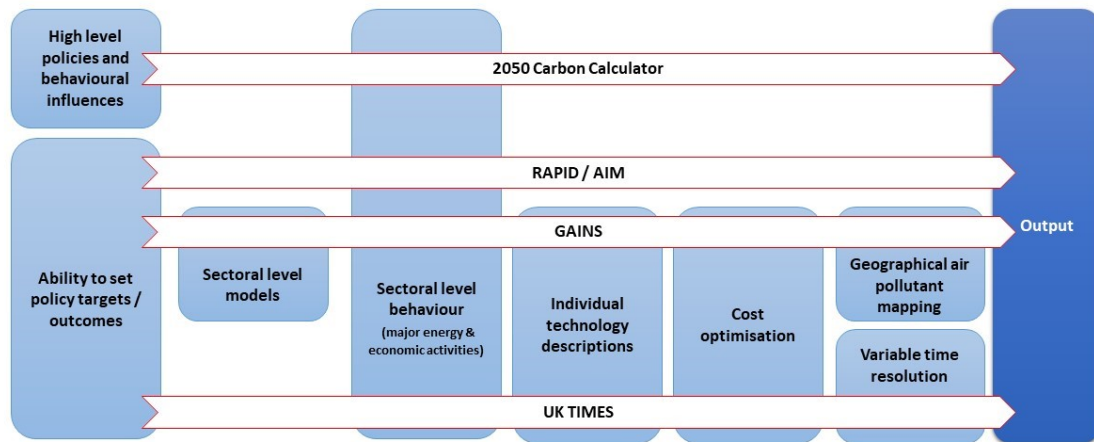 High level
policies and
behavioural
influences
2050 Carbon Calculator
RAPID / AIM
GAINS
Output
Ability to set
policy targets /
outcomes
Sectoral level
models
Sectoral level
behaviour
(major energy &
economic activities)
Individual
technology
descriptions
Cost
optimisation
Geographical air
pollutant
mapping
Variable time
resolution
UK TIMES